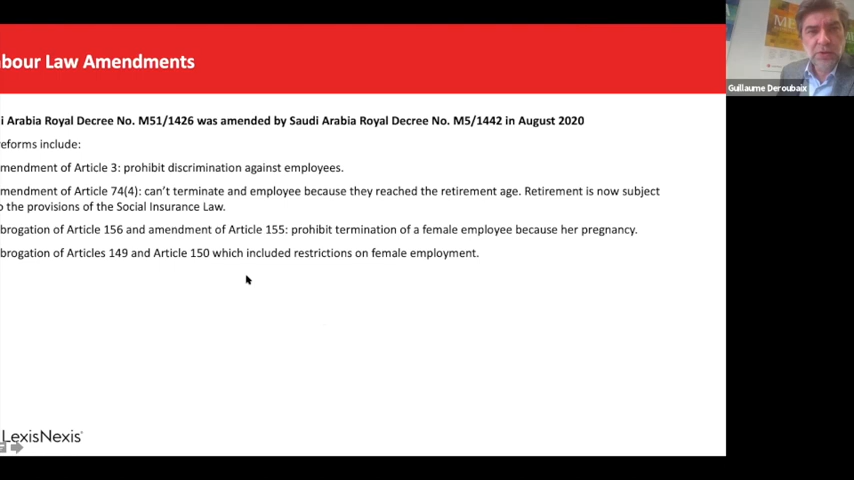 bour Law Amendments
i Arabia Royal Decree No. M51/1426 was amended by Saudi Arabia Royal Decree No. M5/1442 in August 2020
eforms include:
mendment of Article 3: prohibit discrimination against employees.
mendment of Article 74(4): can't terminate and employee because they reached the retirement age. Retirement is now subject
o the provisions of the Social Insurance Law.
brogation of Article 156 and amendment of Article 155: prohibit termination of a female employee because her pregnancy.
brogation of Articles 149 and Article 150 which included restrictions on female employment.
LexisNexis®
Guillaume Deroubaix